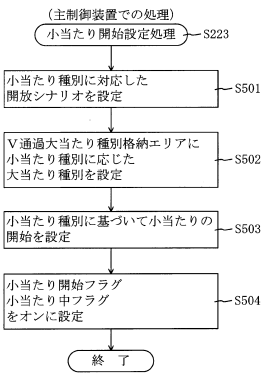 (主制御装置での処理)
小当たり開始設定処理
S223
小当たり種別に対応した
開放シナリオを設定
S501
V通過大当たり種別格納エリアに
小当たり種別に応じた
大当たり種別を設定
S502
小当たり種別に基づいて小当たりの
開始を設定
S503
小当たり開始フラグ
小当たり中フラグ
をオンに設定
S504
終 了